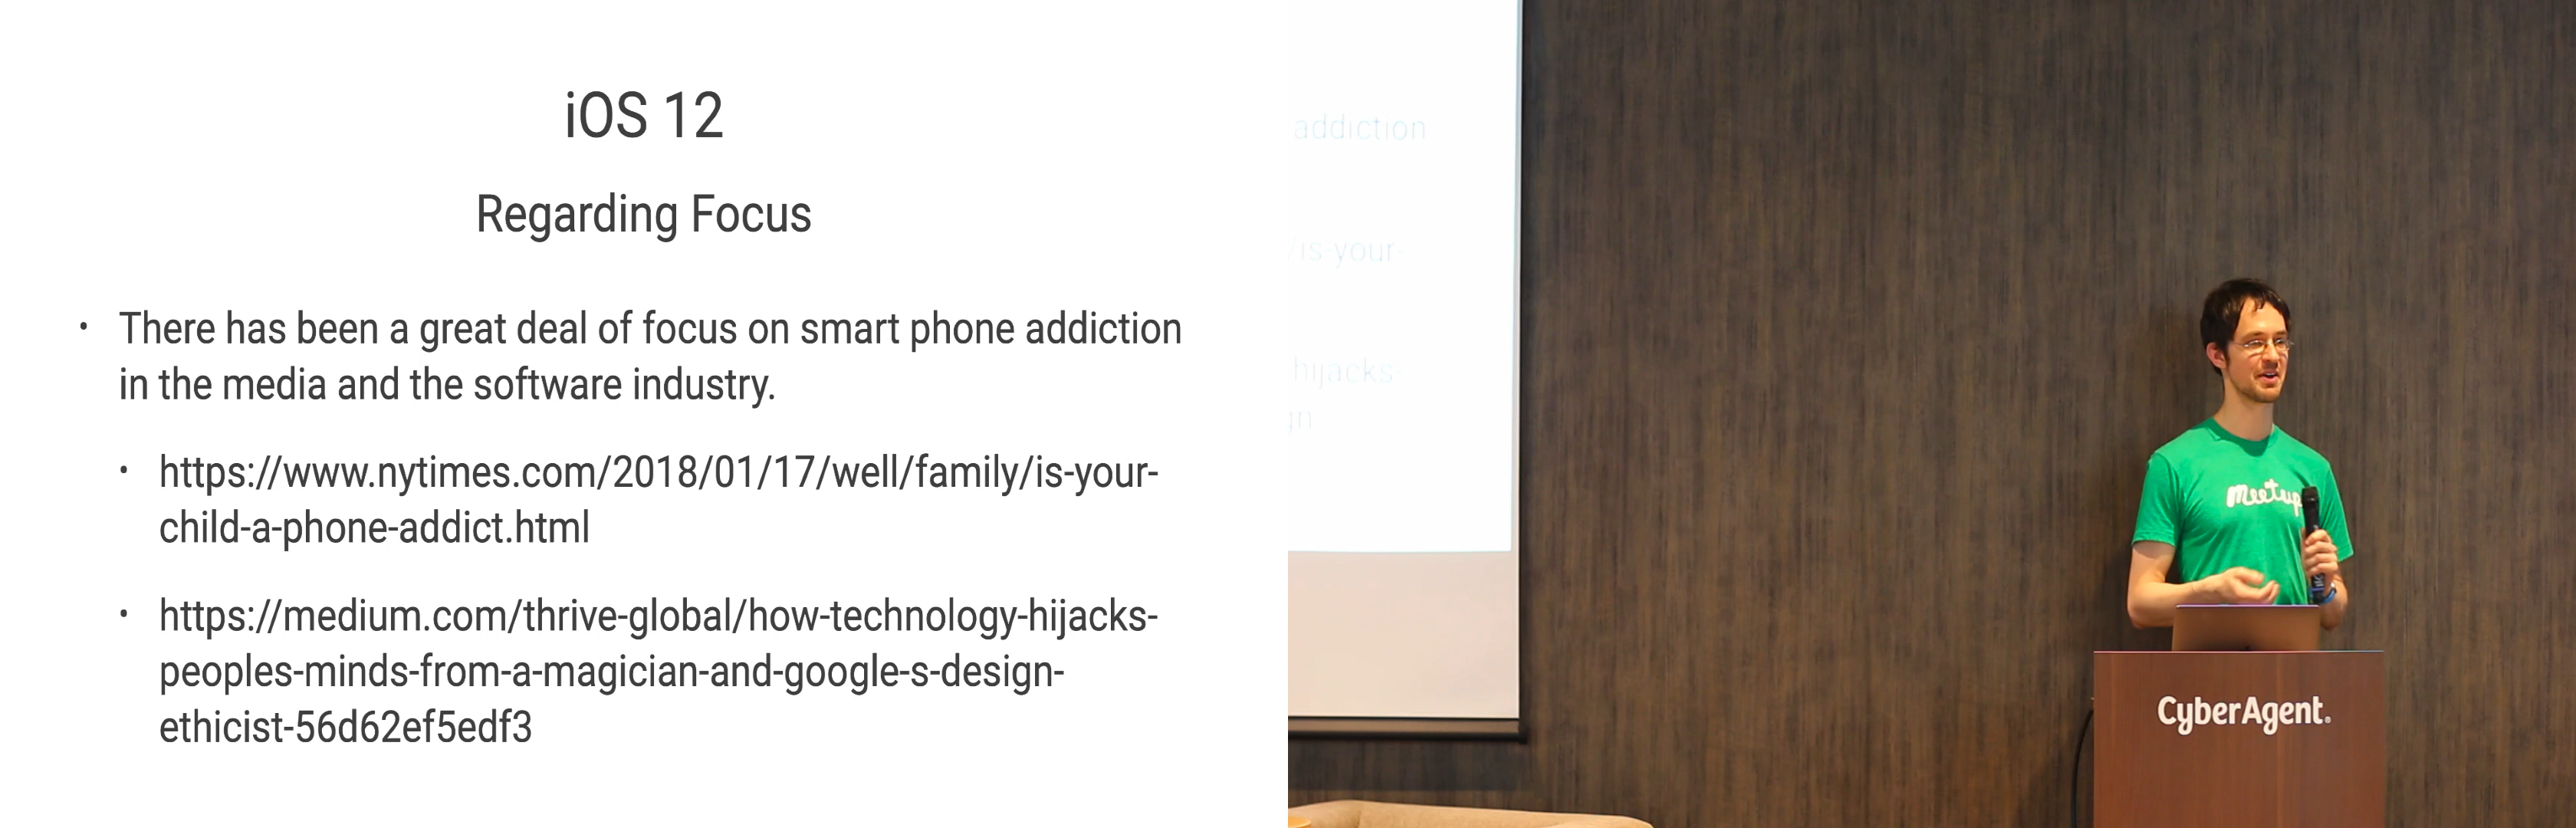 iOS 12
Regarding Focus
• There has been a great deal of focus on smart phone addiction
in the media and the software industry.
• https://www.nytimes.com/2018/01/17/well/family/is-your-
child-a-phone-addict.html
• https://medium.com/thrive-global/how-technology-hijacks-
peoples-minds-from-a-magician-and-google-s-design-
ethicist-56d62ef5edf3
addiction
/is-your-
hijacks-
gn
Meetup
CyberAgent.